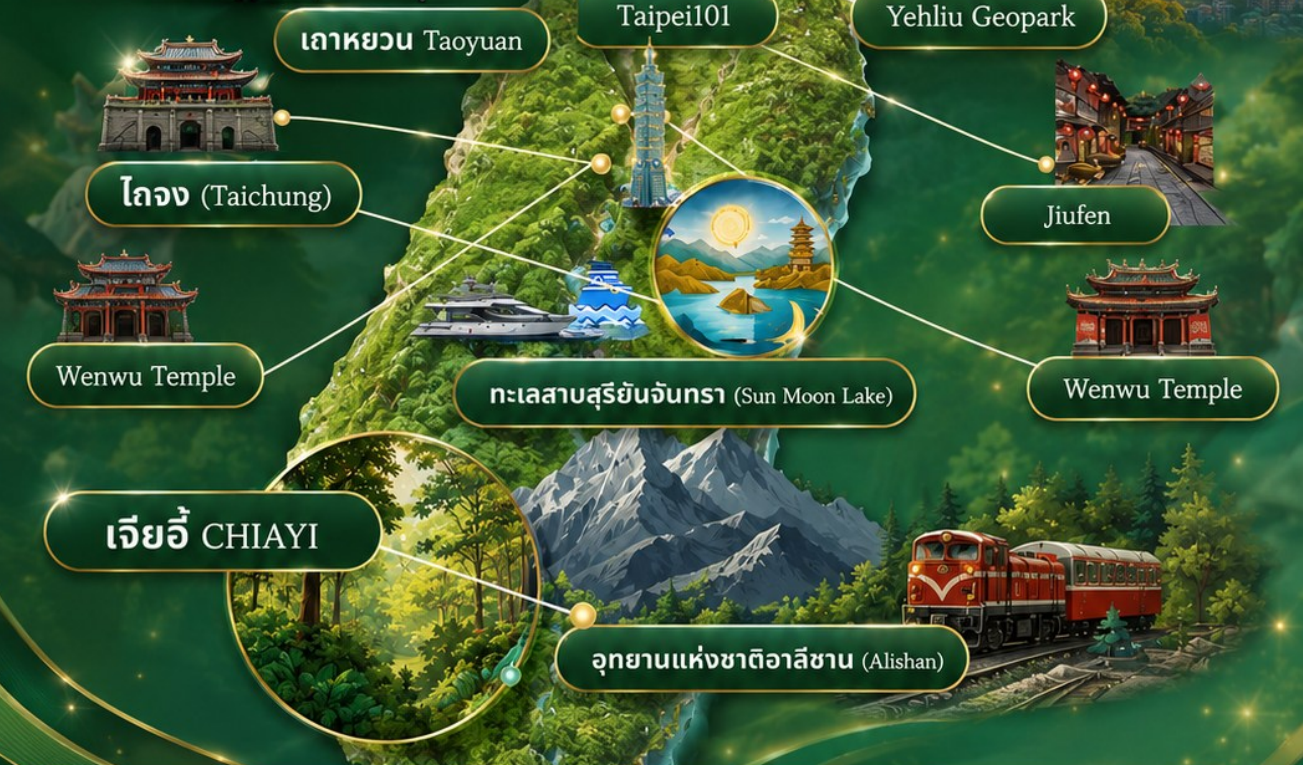 Taipei101
Yehliu Geopark
เถาหยวน Taoyuan
ไถจง (Taichung)
Jiufen
Wenwu Temple
ทะเลสาบสุริยันจันทรา (Sun Moon Lake)
Wenwu Temple
เจียอี้ CHIAYI
อุทยานแห่งชาติอาลีชาน (Alishan)